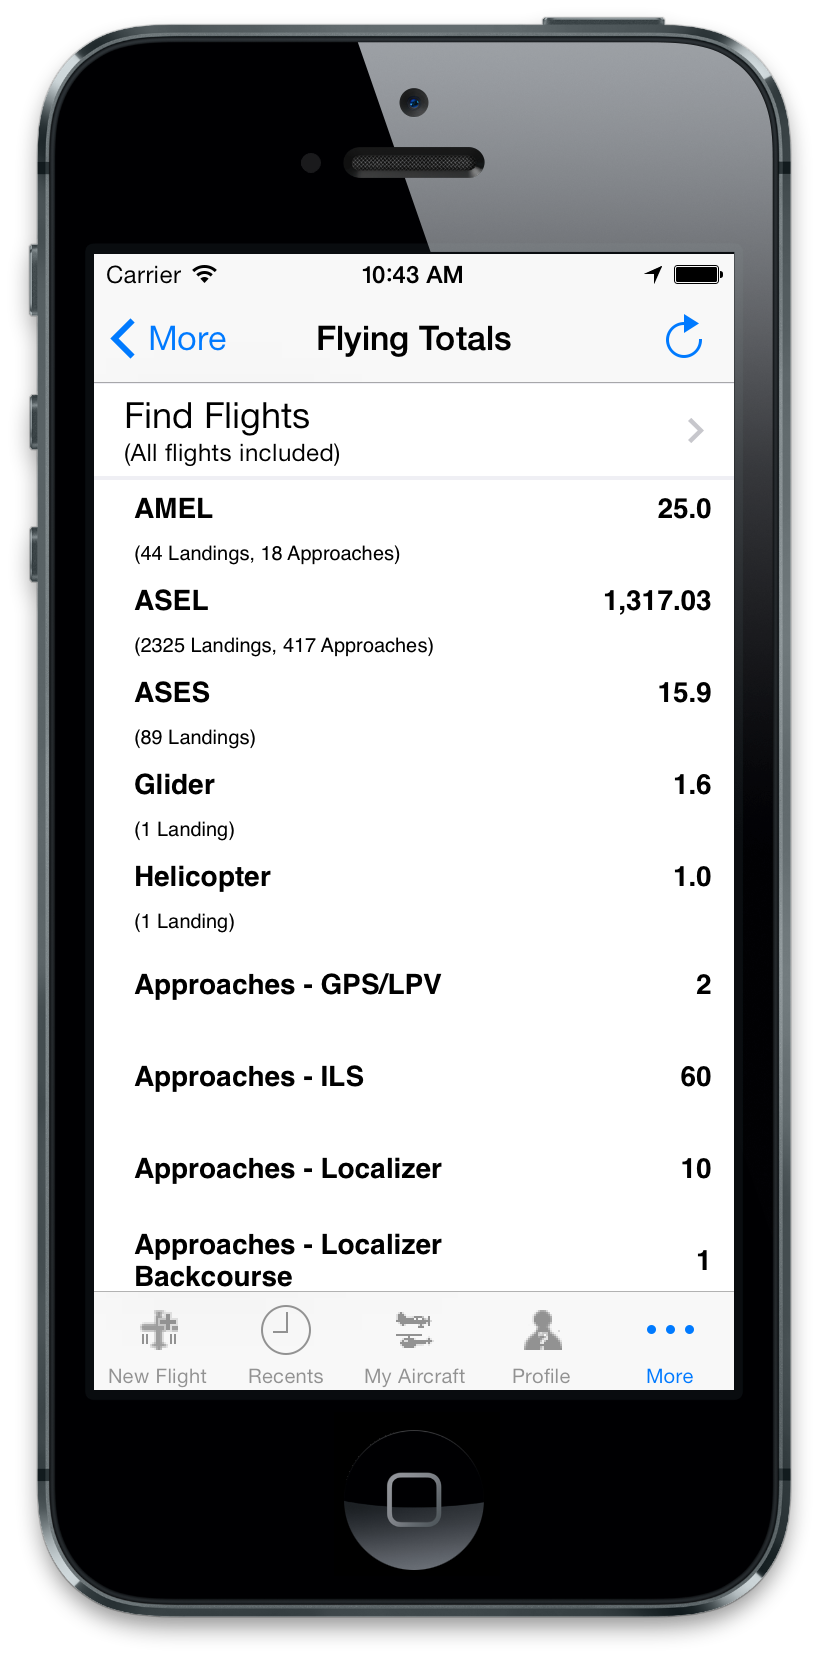 Carrier 10:43 AM
More Flying Totals
Find Flights
(All flights included)
AMEL 25.0
(44 Landings, 18 Approaches)
ASEL 1,317.03
(2325 Landings, 417 Approaches)
ASES 15.9
(89 Landings)
Glider 1.6
(1 Landing)
Helicopter 1.0
(1 Landing)
Approaches - GPS/LPV 2
Approaches - ILS 60
Approaches - Localizer 10
Approaches - Localizer
Backcourse 1
New Flight Recents My Aircraft Profile More